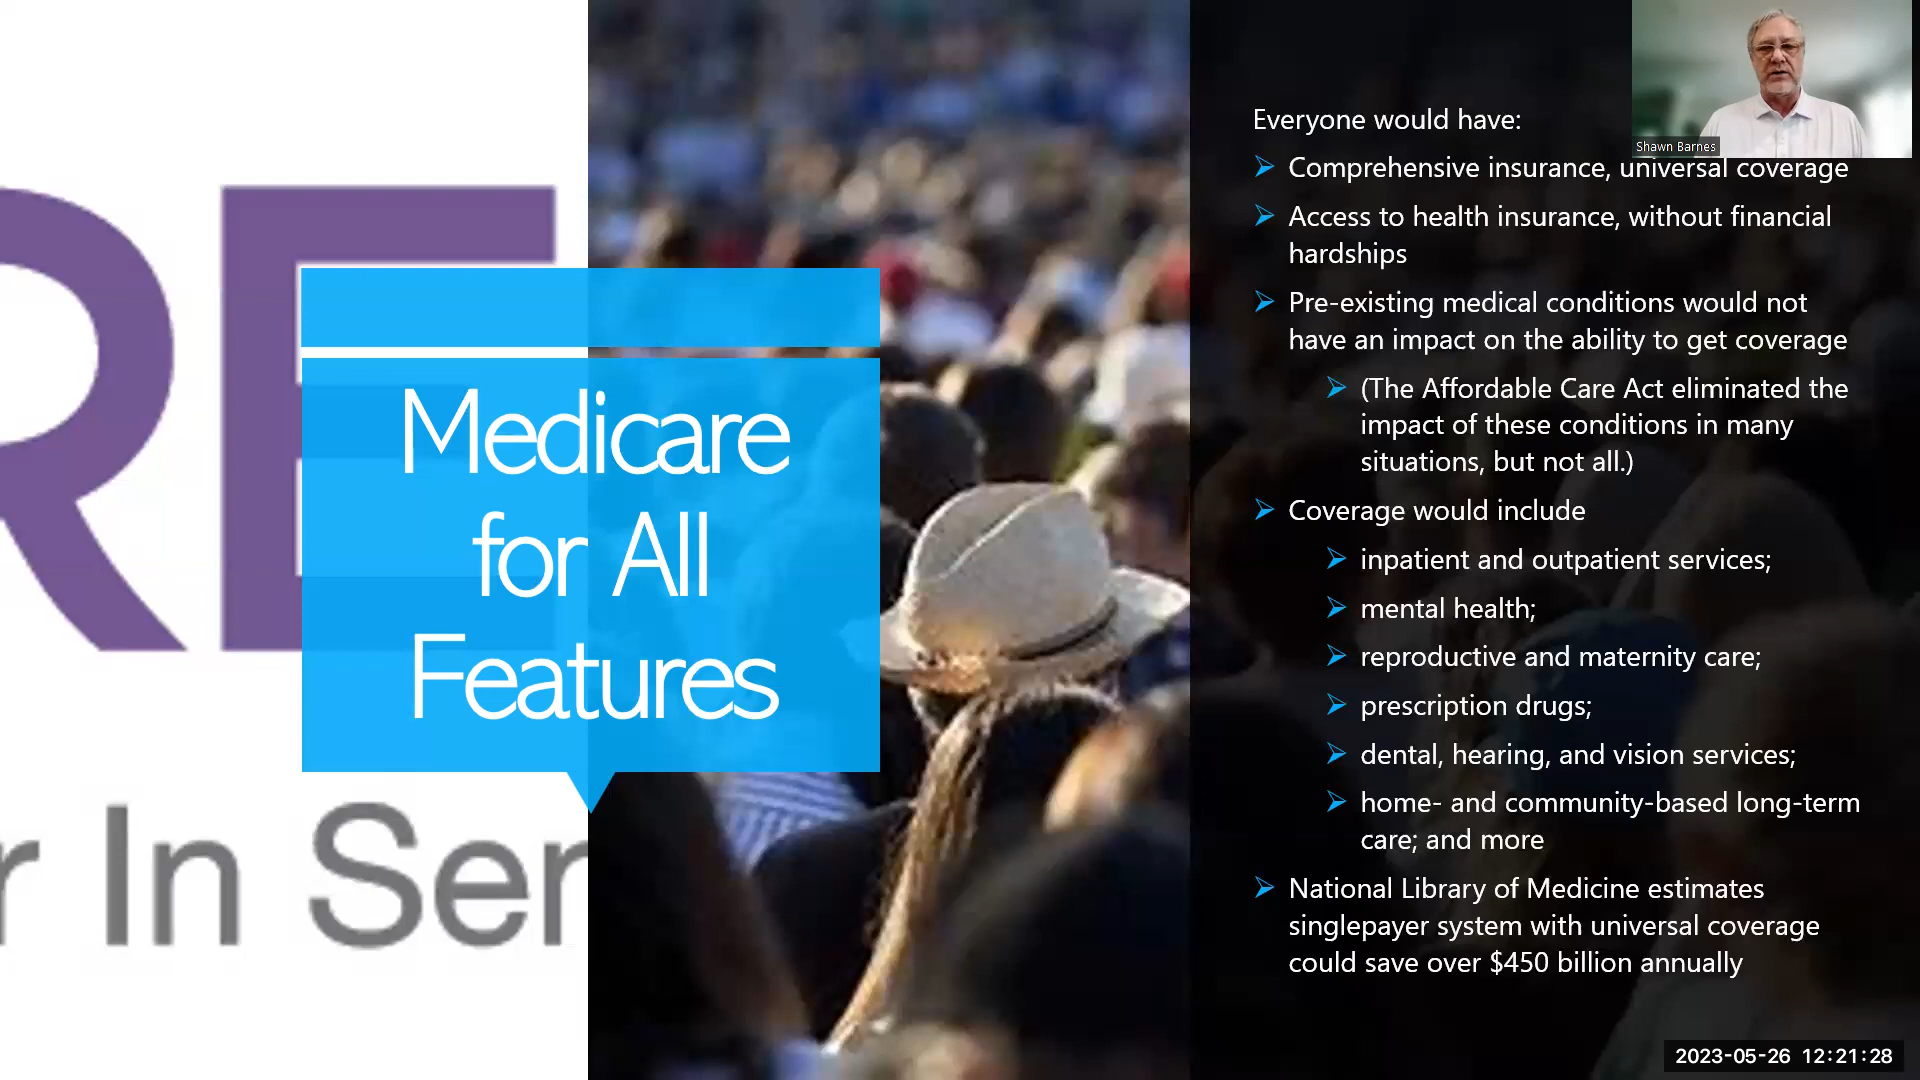 RE
r In Ser
Medicare
for All
Features
Shawn Barnes
Everyone would have:
Comprehensive insurance, universal coverage
Access to health insurance, without financial
hardships
Pre-existing medical conditions would not
have an impact on the ability to get coverage
(The Affordable Care Act eliminated the
impact of these conditions in many
situations, but not all.)
Coverage would include
inpatient and outpatient services;
mental health;
reproductive and maternity care;
prescription drugs;
dental, hearing, and vision services;
home- and community-based long-term
care; and more
National Library of Medicine estimates
singlepayer system with universal coverage
could save over $450 billion annually
2023-05-26 12:21:28